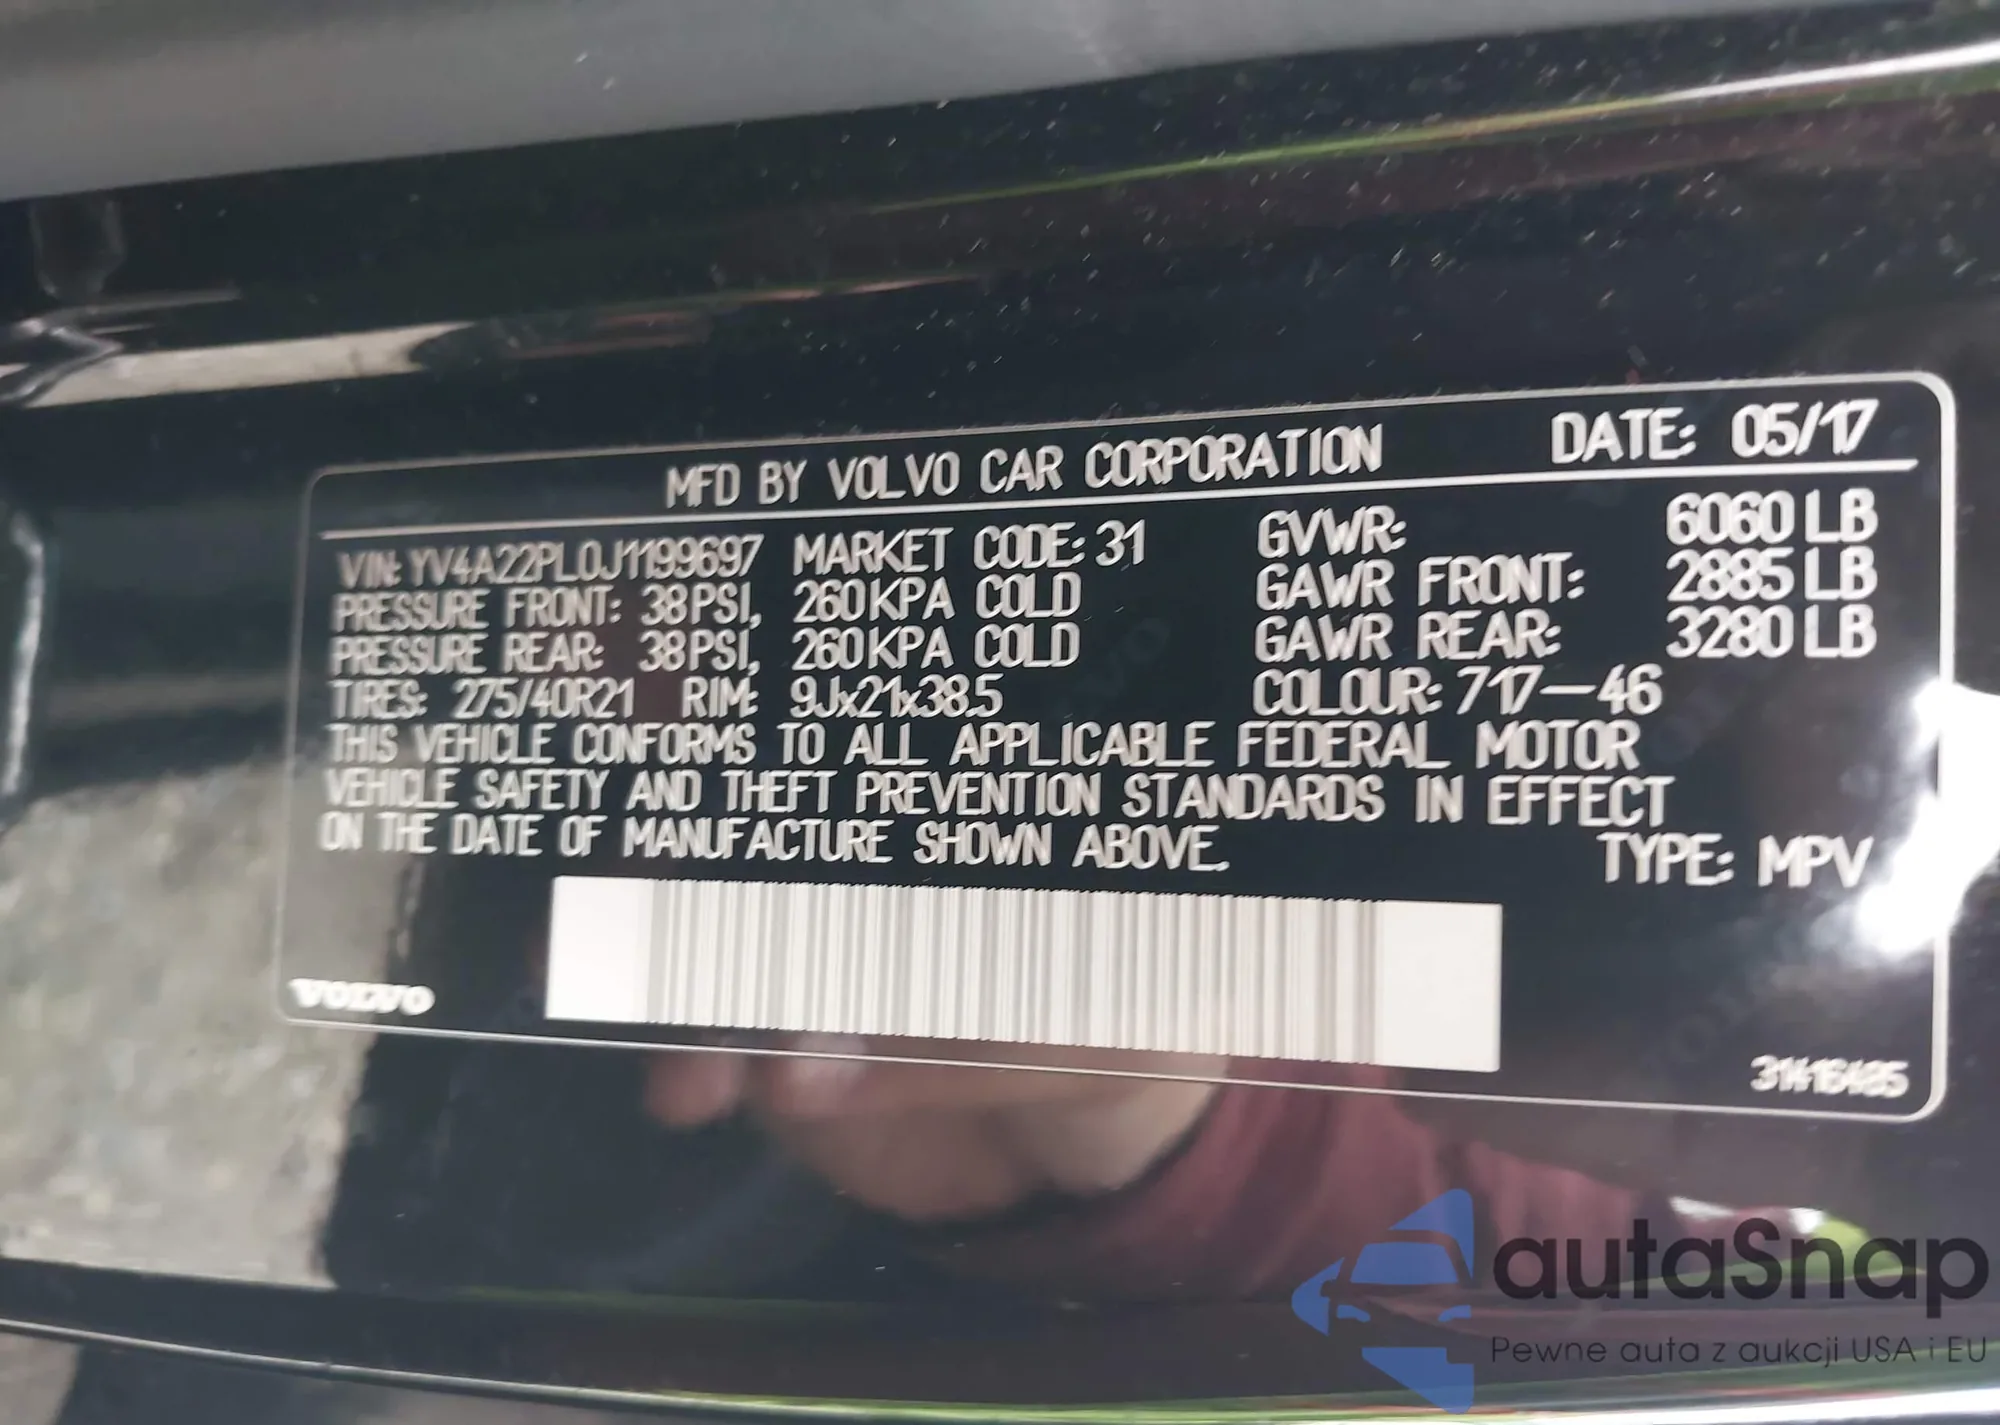 MFD BY VOLVO CAR CORPORATION DATE: 05/17
VIN: YV4A22PL0J1199697 MARKET CODE: 31 GVWR: 6060 LB
PRESSURE FRONT: 38 PSI, 260 KPA COLD GAWR FRONT: 2885 LB
PRESSURE REAR: 38 PSI, 260 KPA COLD GAWR REAR: 3280 LB
TIRES: 275/40R21 RIM: 9Jx21x38.5 COLOUR: 717-46
THIS VEHICLE CONFORMS TO ALL APPLICABLE FEDERAL MOTOR
VEHICLE SAFETY AND THEFT PREVENTION STANDARDS IN EFFECT
ON THE DATE OF MANUFACTURE SHOWN ABOVE.
TYPE: MPV
VOLVO
31416485
autaSnap
Pewne auta z aukcji USA i EU